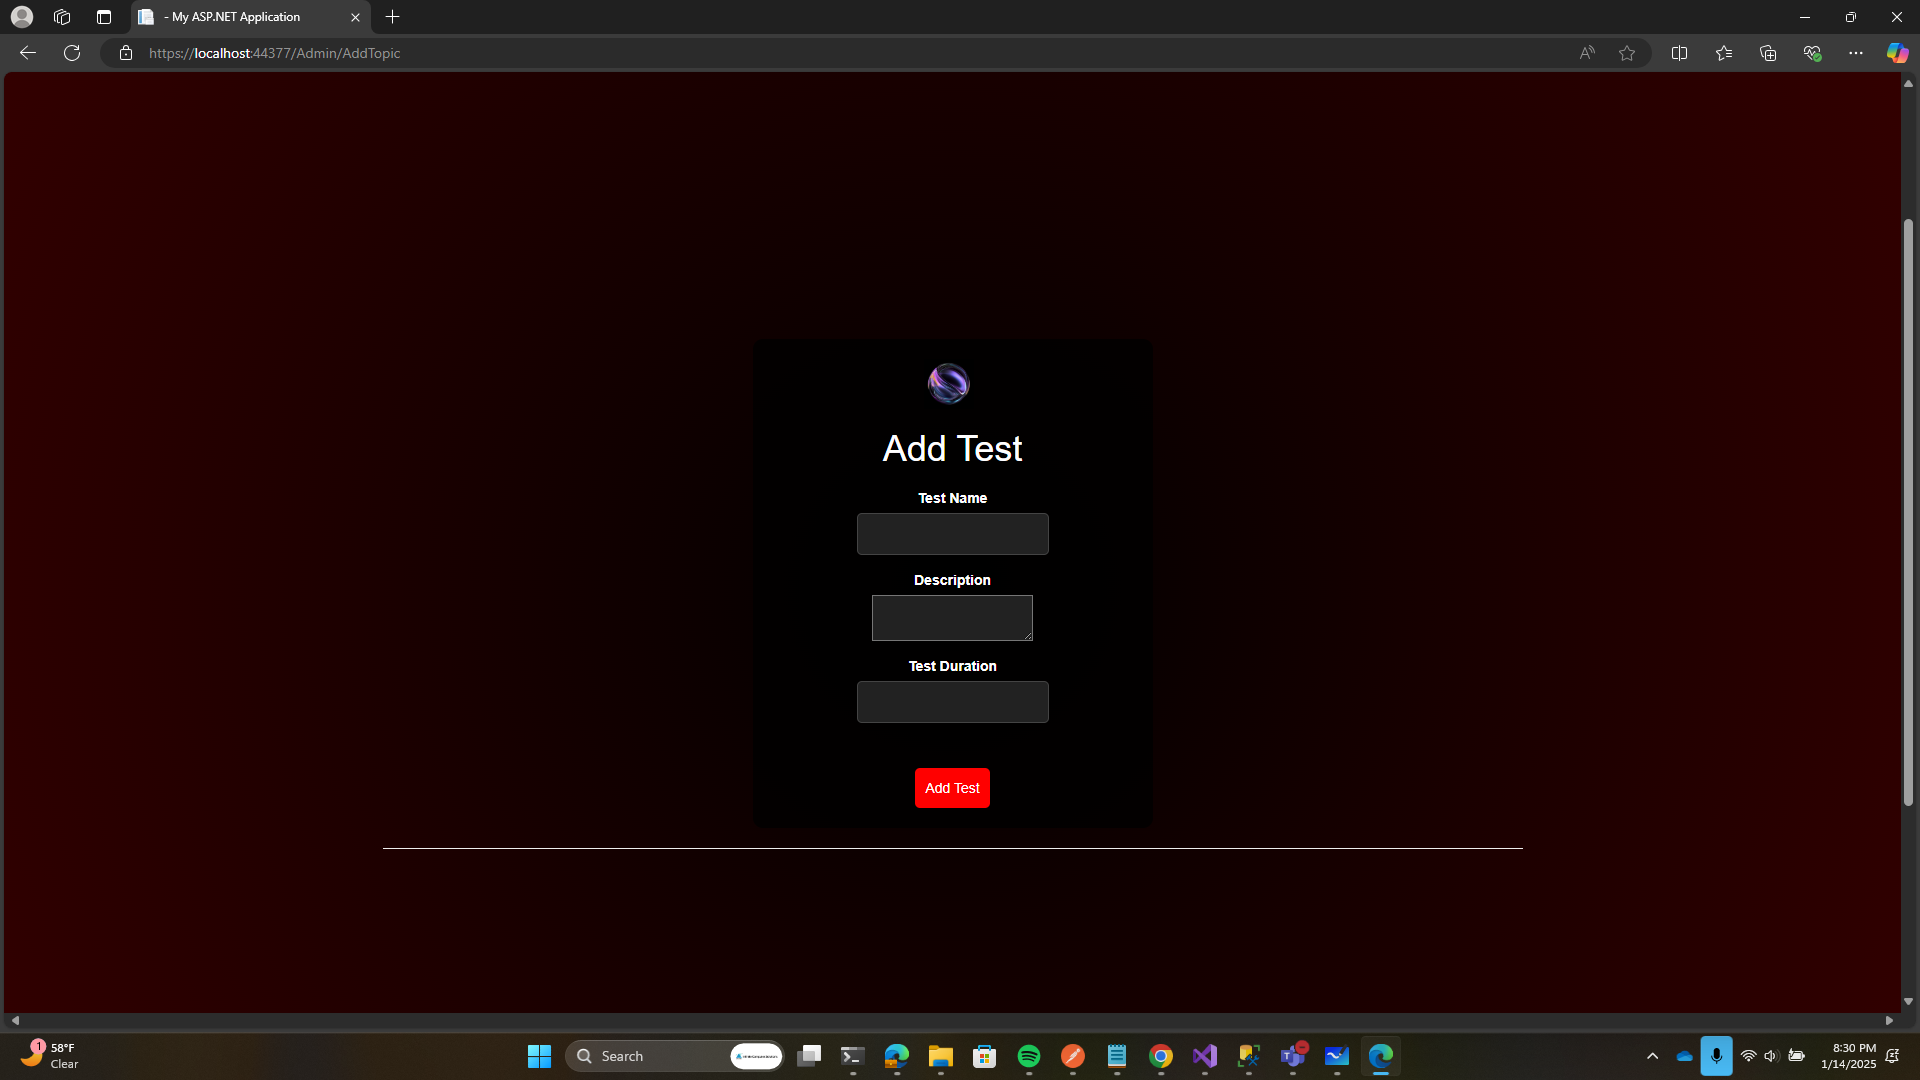 - My ASP.NET Application
https://localhost:44377/Admin/AddTopic
Add Test
Test Name
Description
Test Duration
Add Test
1
58°F
Clear
Search
8:30 PM
1/14/2025